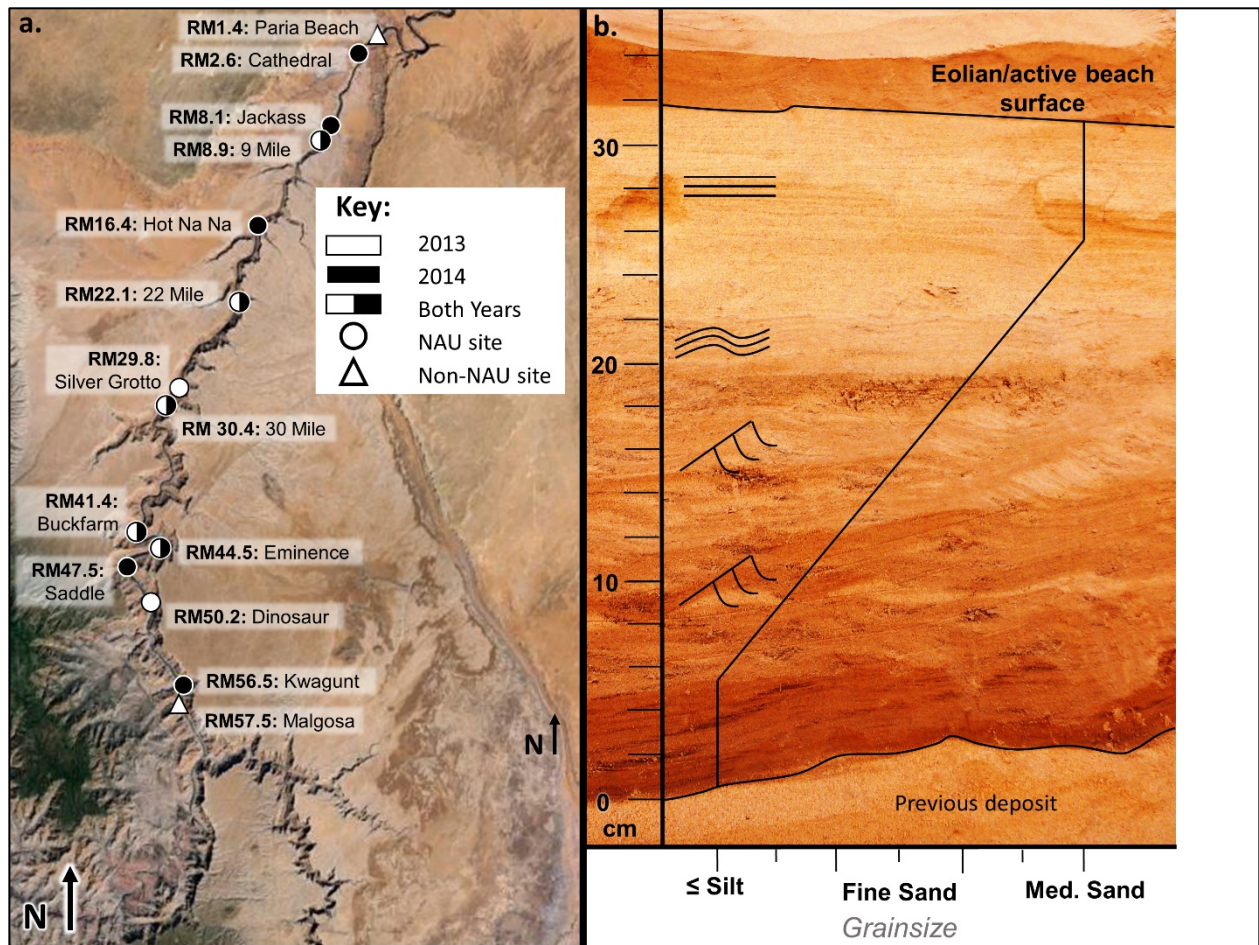 a.
RM1.4: Paria Beach
RM2.6: Cathedral
RM8.1: Jackass
RM8.9: 9 Mile
RM16.4: Hot Na Na
RM22.1: 22 Mile
RM29.8:
Silver Grotto
RM 30.4: 30 Mile
RM41.4:
Buckfarm
RM44.5: Eminence
RM47.5:
Saddle
RM50.2: Dinosaur
RM56.5: Kwagunt
RM57.5: Malgosa
Key:
2013
2014
Both Years
NAU site
Non-NAU site
N
N
b.
Eolian/active beach
surface
30
20
10
0
cm
Previous deposit
≤ Silt
Fine Sand
Med. Sand
Grainsize